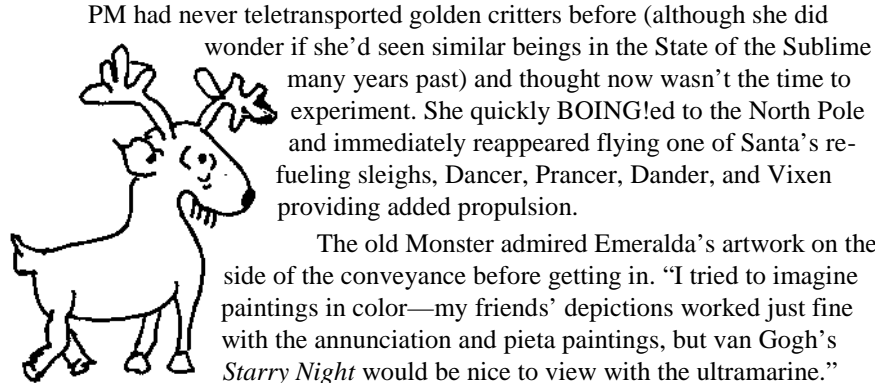 PM had never teletransported golden critters before (although she did
wonder if she’d seen similar beings in the State of the Sublime
many years past) and thought now wasn’t the time to
experiment. She quickly BOING!ed to the North Pole
and immediately reappeared flying one of Santa’s re-
fueling sleighs, Dancer, Prancer, Dander, and Vixen
providing added propulsion.
The old Monster admired Emeralda’s artwork on the
side of the conveyance before getting in. “I tried to imagine
paintings in color—my friends’ depictions worked just fine
with the annunciation and pieta paintings, but van Gogh’s
Starry Night would be nice to view with the ultramarine.”